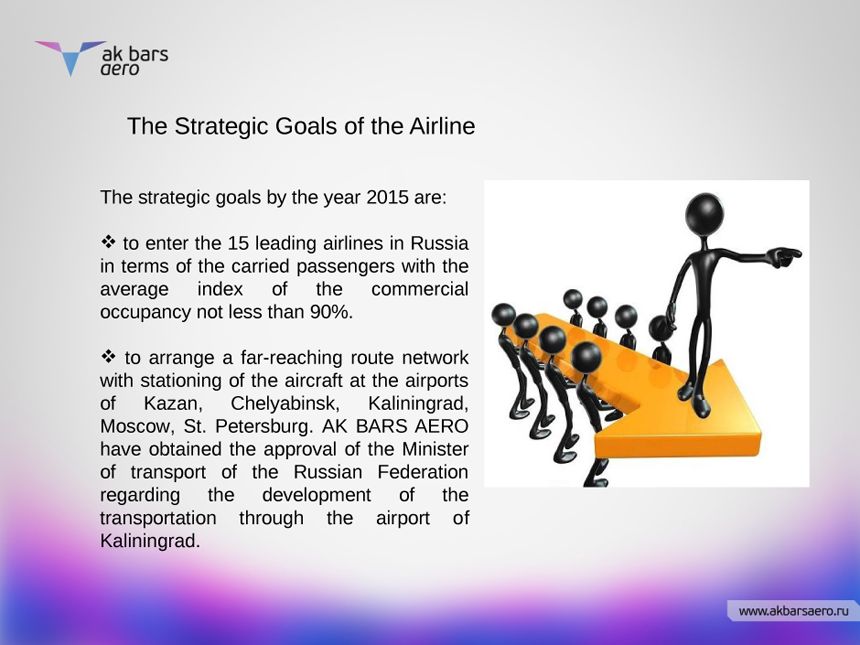 ak bars
aero
The Strategic Goals of the Airline
The strategic goals by the year 2015 are:
❖ to enter the 15 leading airlines in Russia
in terms of the carried passengers with the
average index of the commercial
occupancy not less than 90%.
❖ to arrange a far-reaching route network
with stationing of the aircraft at the airports
of Kazan, Chelyabinsk, Kaliningrad,
Moscow, St. Petersburg. AK BARS AERO
have obtained the approval of the Minister
of transport of the Russian Federation
regarding the development of the
transportation through the airport of
Kaliningrad.
www.akbarsaero.ru